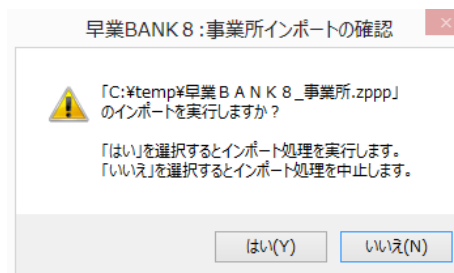 早業BANK８:事業所インポートの確認
「C:¥temp¥早業ＢＡＮＫ８_事業所.zppp」
のインポートを実行しますか？
「はい」を選択するとインポート処理を実行します。
「いいえ」を選択するとインポート処理を中止します。
はい(Y)
いいえ(N)